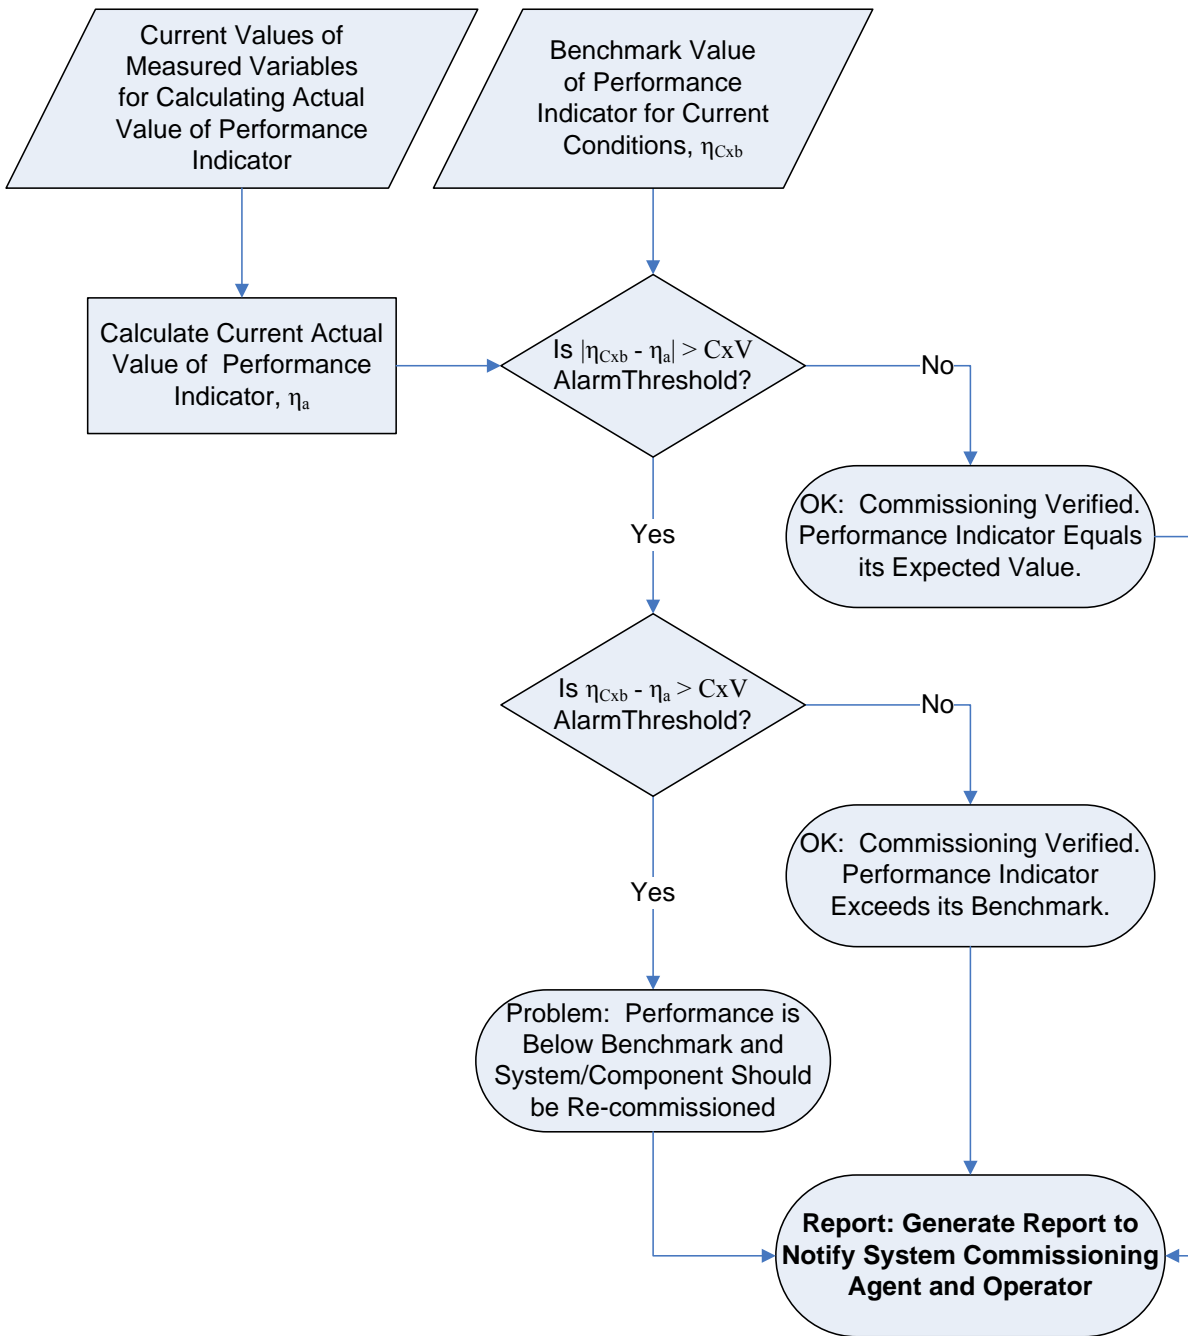 Current Values of
Measured Variables
for Calculating Actual
Value of Performance
Indicator
Benchmark Value
of Performance
Indicator for Current
Conditions, ηCxb
Calculate Current Actual
Value of Performance
Indicator, ηa
Is |ηCxb - ηa| > CxV
AlarmThreshold?
No
OK: Commissioning Verified.
Performance Indicator Equals
its Expected Value.
Yes
Is ηCxb - ηa > CxV
AlarmThreshold?
No
OK: Commissioning Verified.
Performance Indicator
Exceeds its Benchmark.
Yes
Problem: Performance is
Below Benchmark and
System/Component Should
be Re-commissioned
Report: Generate Report to
Notify System Commissioning
Agent and Operator